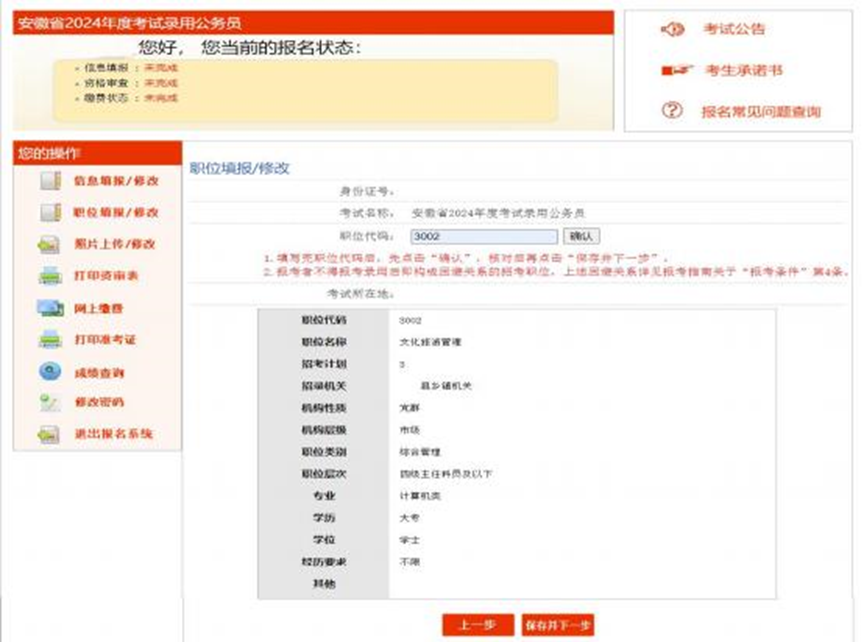 安徽省2024年度考试录用公务员
您好， 您当前的报名状态：
信息填报 ：未完成
资格审查 ：未完成
缴费状态 ：未完成
考试公告
考生承诺书
报名常见问题查询
您的操作
信息填报/修改
职位填报/修改
照片上传/修改
打印资审表
网上缴费
打印准考证
成绩查询
修改密码
退出报名系统
职位填报/修改
身份证号：
考试名称： 安徽省2024年度考试录用公务员
职位代码： 3002 确认
1. 填写完职位代码后，先点击“确认”，核对后再点击“保存并下一步”。
2. 报考者不得报考录用后即构成回避关系的招考职位，上述回避关系详见报考指南关于“报考条件”第4条。
考试所在地：
职位代码 3002
职位名称 文化旅游管理
招考计划 3
招录机关 县乡镇机关
机构性质 党群
机构层级 市级
职位类别 综合管理
职位层次 四级主任科员及以下
专业 计算机类
学历 大专
学位 学士
经历要求 不限
其他
上一步 保存并下一步